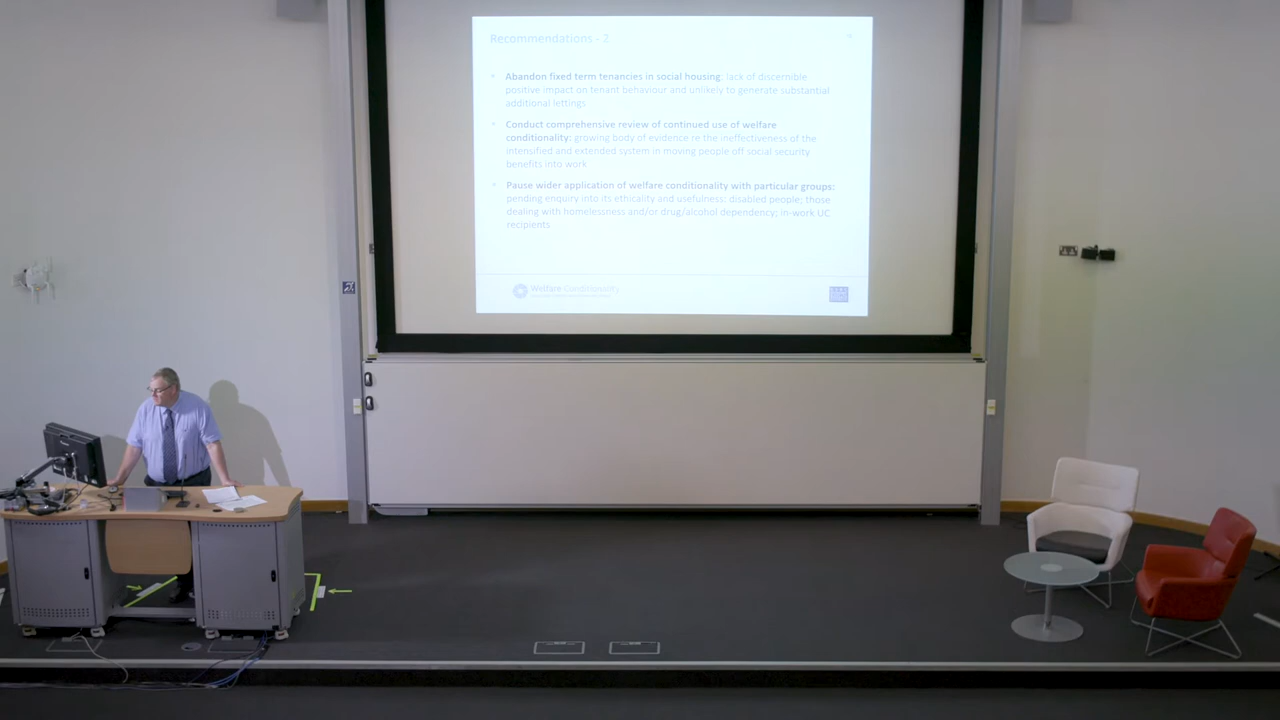 Recommendations - 2
Abandon fixed term tenancies in social housing: lack of discernible
positive impact on tenant behaviour and unlikely to generate substantial
additional lettings
Conduct comprehensive review of continued use of welfare
conditionality: growing body of evidence re the ineffectiveness of the
intensified and extended system in moving people off social security
benefits into work
Pause wider application of welfare conditionality with particular groups:
pending enquiry into its ethicality and usefulness: disabled people; those
dealing with homelessness and/or drug/alcohol dependency; in-work UC
recipients
Welfare Conditionality